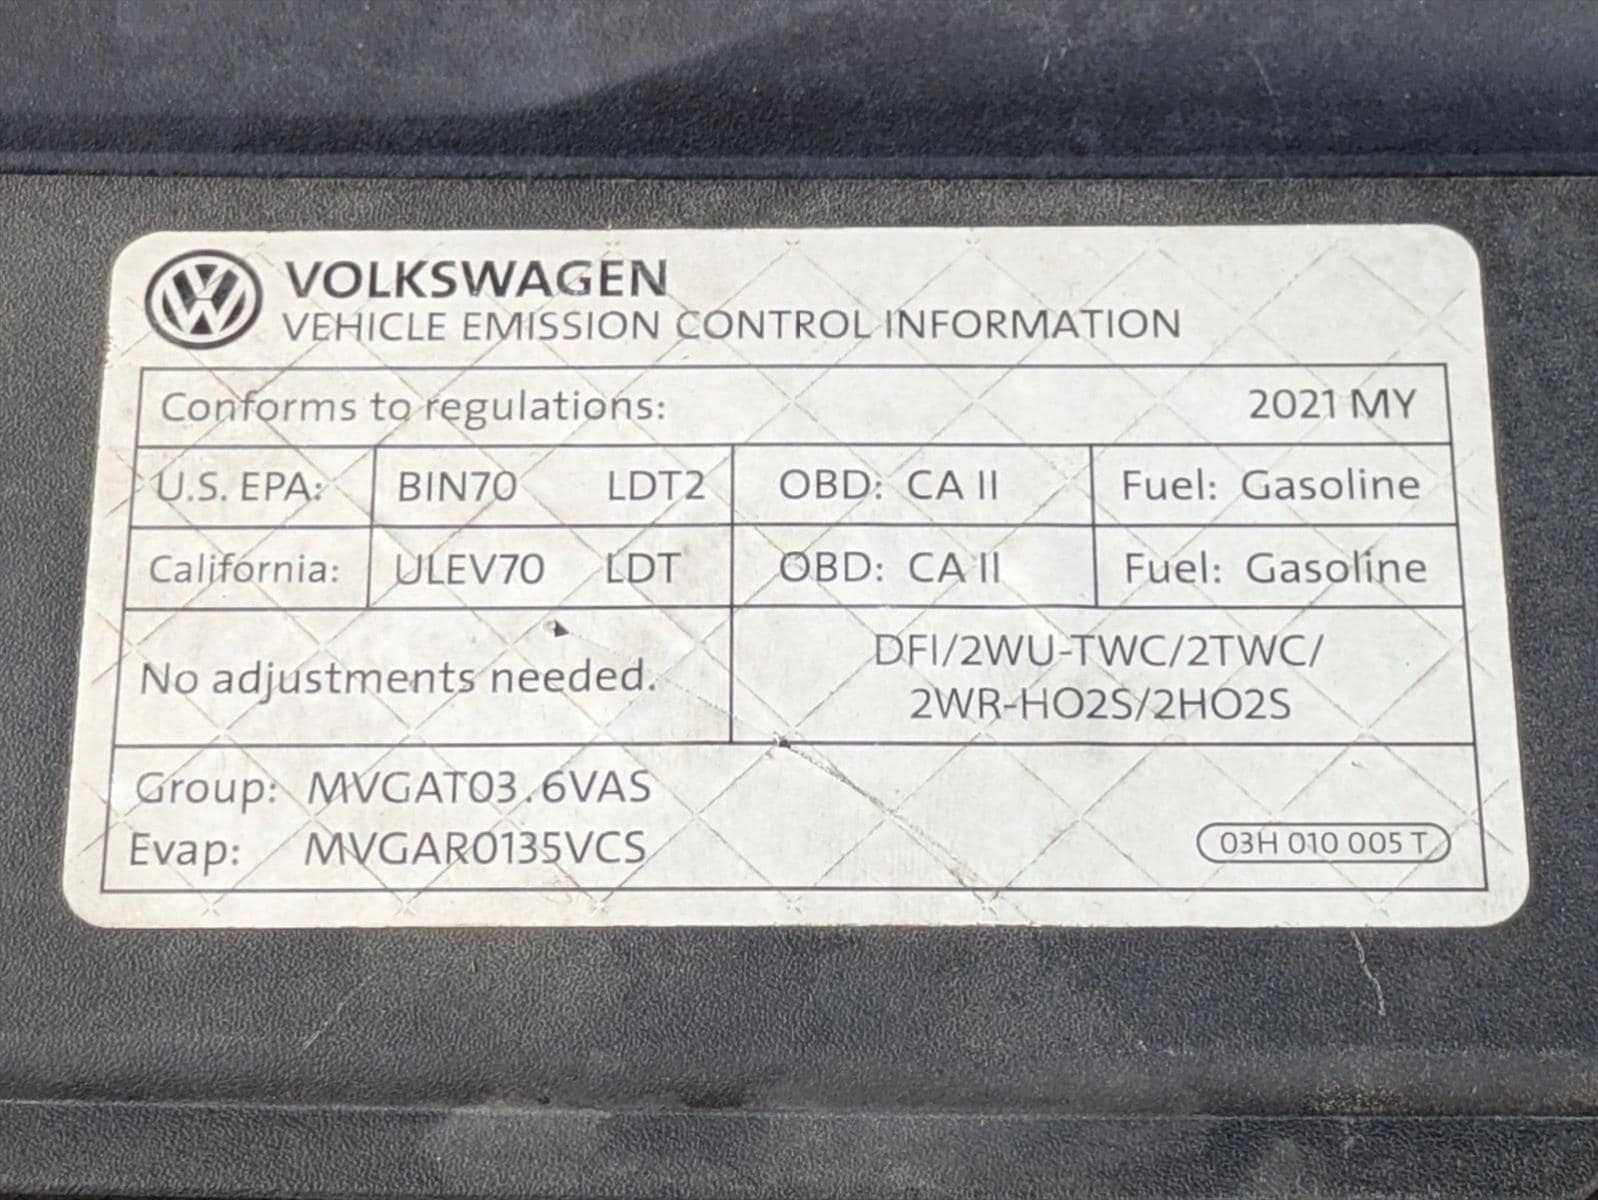 VOLKSWAGEN
VEHICLE EMISSION CONTROL INFORMATION
Conforms to regulations: 2021 MY
U.S. EPA: BIN70 LDT2 OBD: CA II Fuel: Gasoline
California: ULEV70 LDT OBD: CA II Fuel: Gasoline
No adjustments needed.
DFI/2WU-TWC/2TWC/
2WR-HO2S/2HO2S
Group: MVGAT03.6VAS
Evap: MVGAR0135VCS
03H 010 005 T